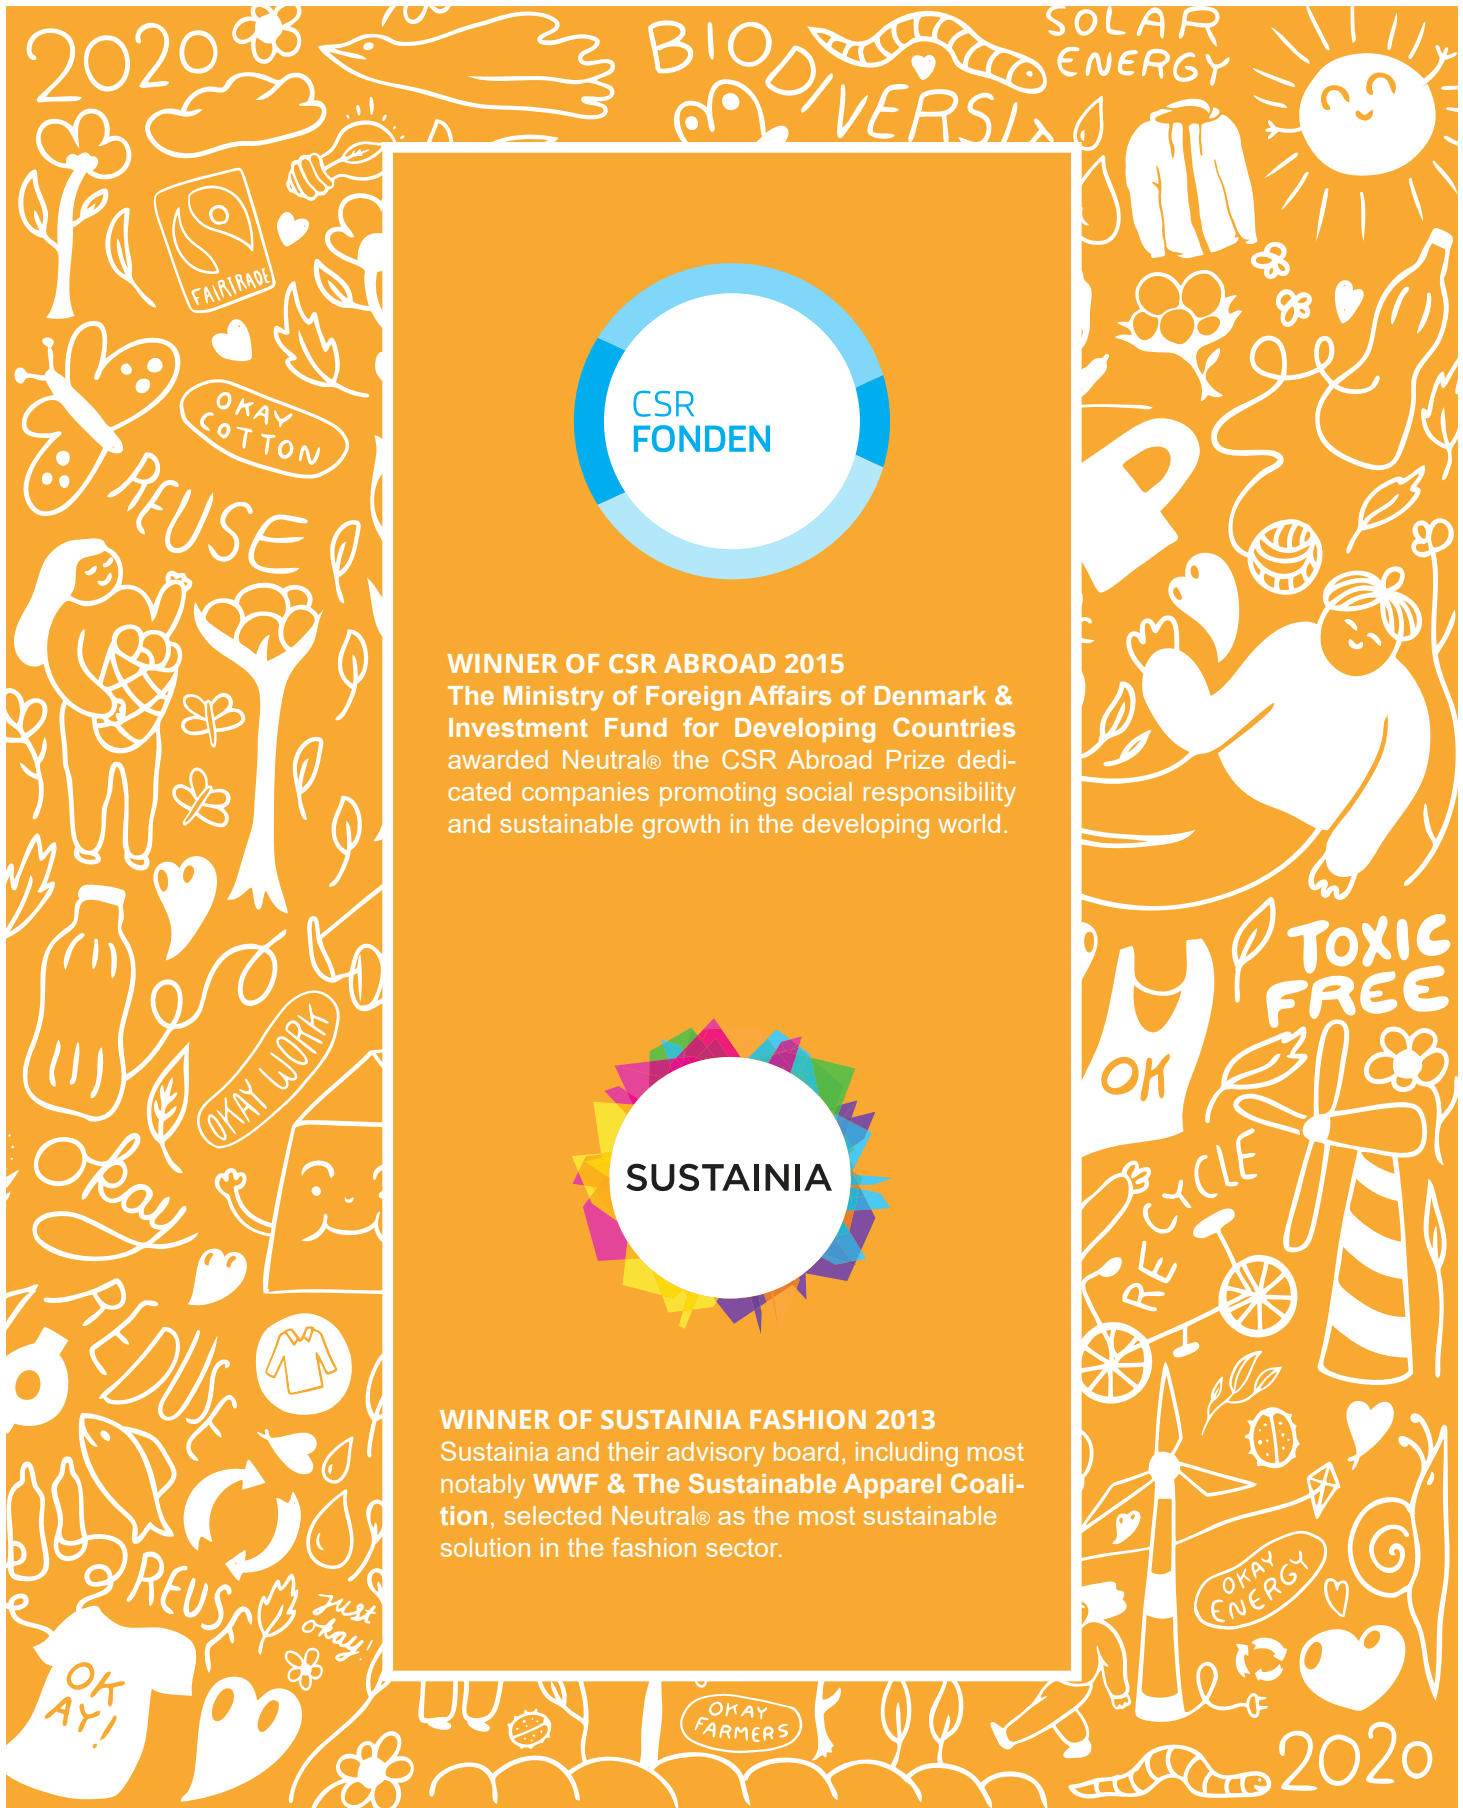 2020
BIODIVERSIT
SOLAR
ENERGY
FAIRTRADE
OKAY
COTTON
REUSE
CSR
FONDEN
WINNER OF CSR ABROAD 2015
The Ministry of Foreign Affairs of Denmark &
Investment Fund for Developing Countries
awarded Neutral® the CSR Abroad Prize dedi-
cated companies promoting social responsibility
and sustainable growth in the developing world.
TOXIC
FREE
OKAY WORK
OK
okay
RECYCLE
SUSTAINIA
WINNER OF SUSTAINIA FASHION 2013
Sustainia and their advisory board, including most
notably WWF & The Sustainable Apparel Coali-
tion, selected Neutral® as the most sustainable
solution in the fashion sector.
REUS
just
okay!
OKAY
ENERGY
OK
AY!
OKAY
FARMERS
2020